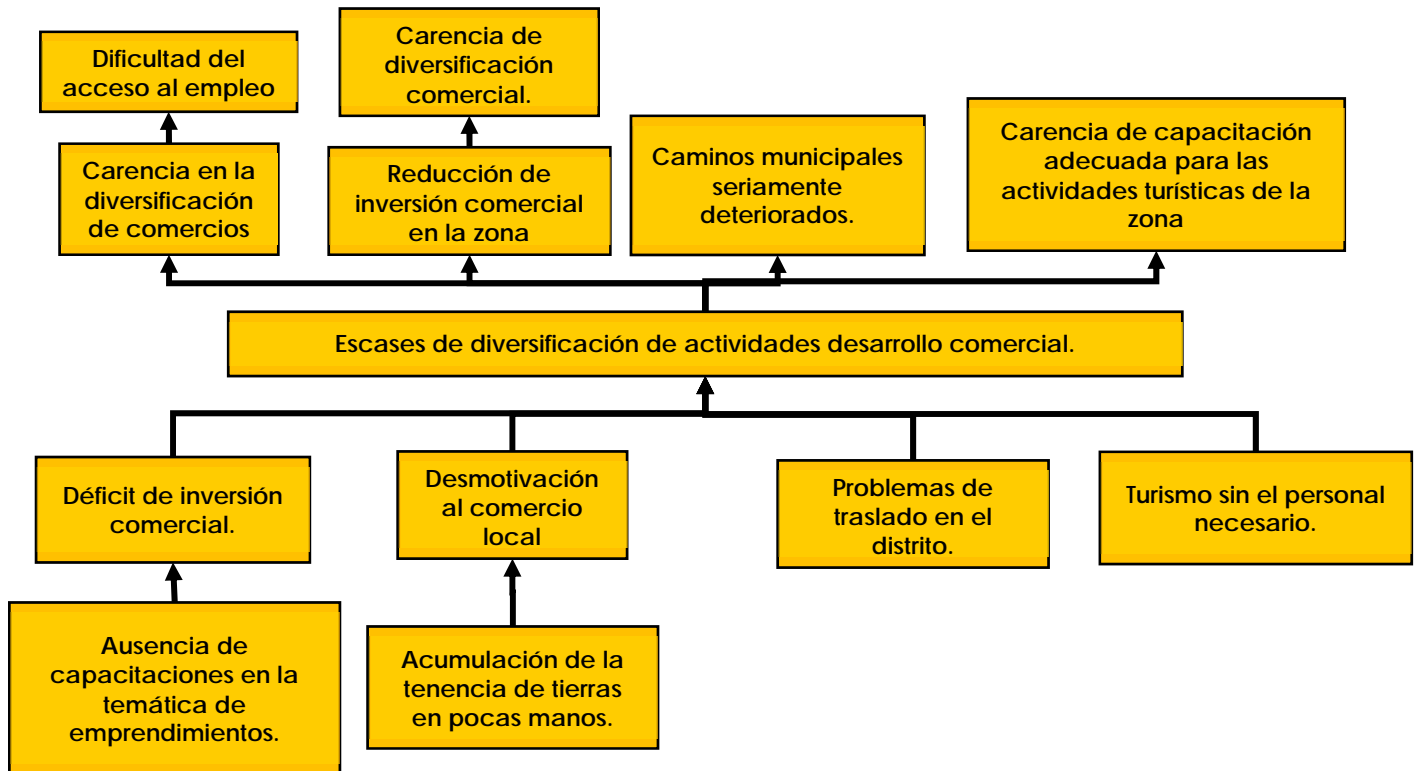 Dificultad del
acceso al empleo
Carencia de
diversificación
comercial.
Carencia en la
diversificación
de comercios
Reducción de
inversión comercial
en la zona
Caminos municipales
seriamente
deteriorados.
Carencia de capacitación
adecuada para las
actividades turísticas de la
zona
Escases de diversificación de actividades desarrollo comercial.
Déficit de inversión
comercial.
Desmotivación
al comercio
local
Problemas de
traslado en el
distrito.
Turismo sin el personal
necesario.
Ausencia de
capacitaciones en la
temática de
emprendimientos.
Acumulación de la
tenencia de tierras
en pocas manos.